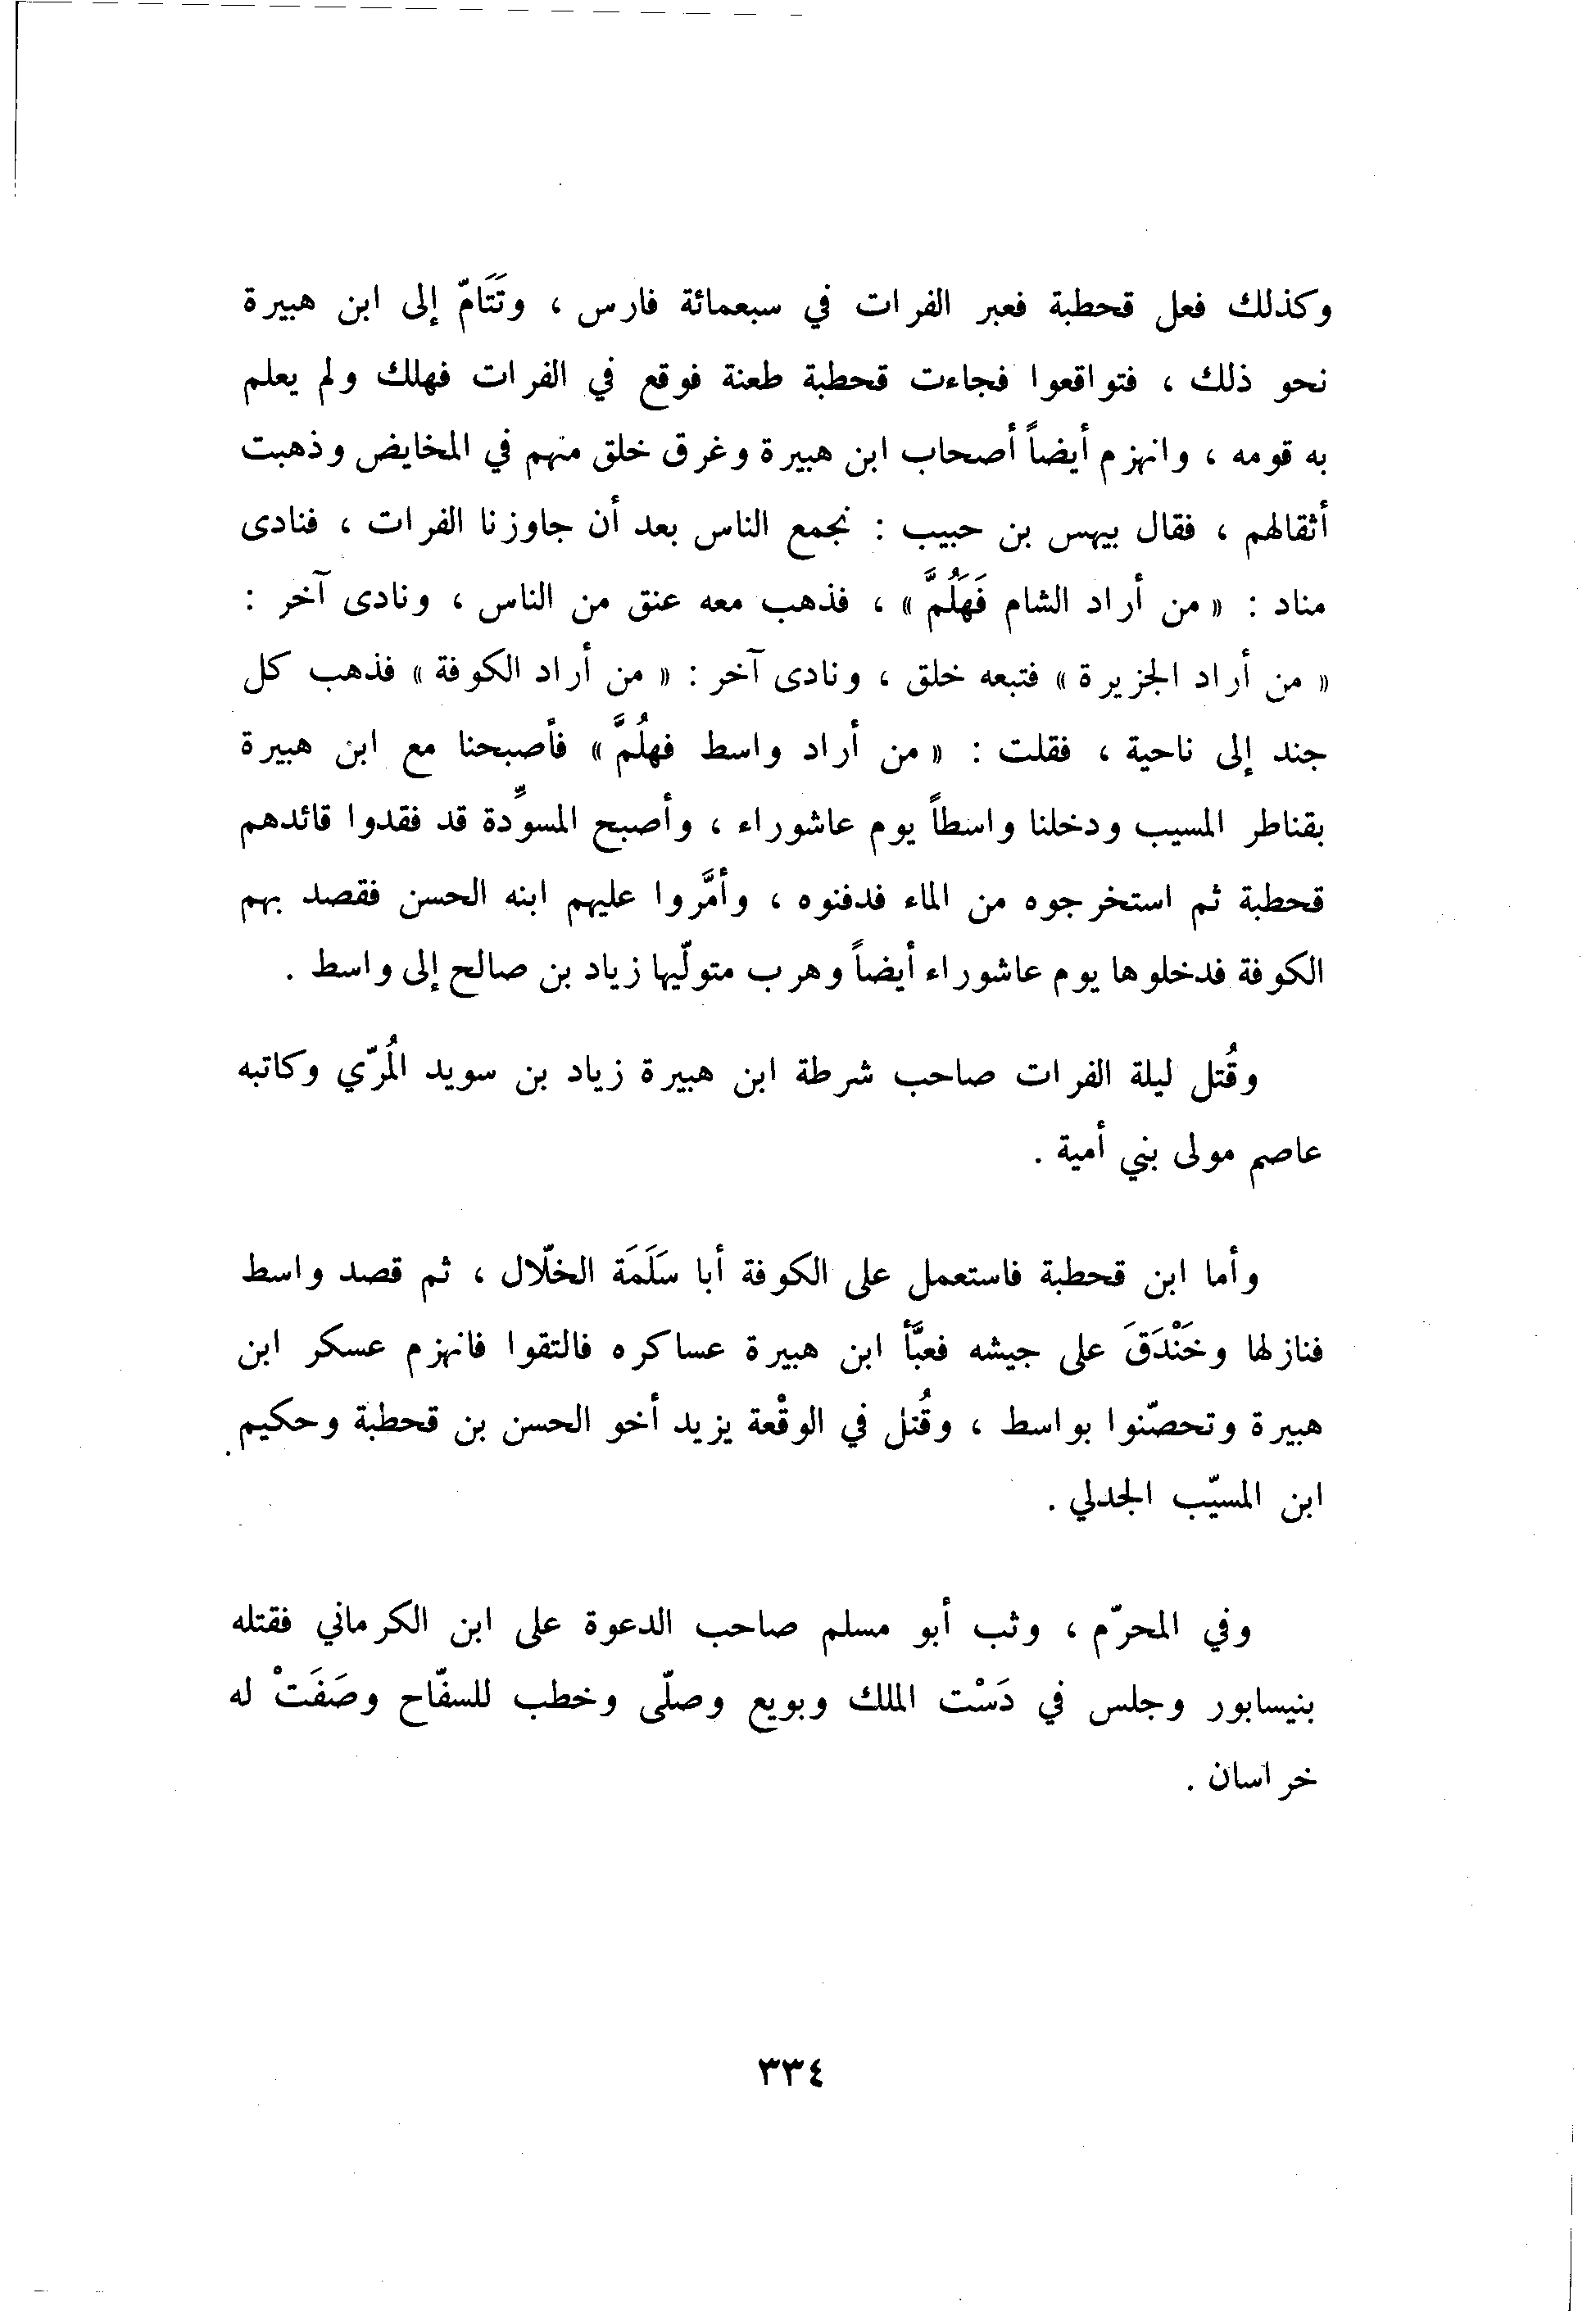 وكذلك فعل قحطبة فعبر الفرات في سبعمائة فارس ، وتَتَامّ إلى ابن هبيرة
نحو ذلك ، فتواقعوا فجاءت قحطبة طعنة فوقع في الفرات فهلك ولم يعلم
به قومه ، وانهزم أيضاً أصحاب ابن هبيرة وغرق خلق منهم في المخايض وذهبت
أثقالهم ، فقال بيهس بن حبيب : نجمع الناس بعد أن جاوزنا الفرات ، فنادى
مناد : « من أراد الشام فَهَلُمَّ » ، فذهب معه عنق من الناس ، ونادى آخر :
« من أراد الجزيرة » فتبعه خلق ، ونادى آخر : « من أراد الكوفة » فذهب كل
جند إلى ناحية ، فقلت : « من أراد واسط فهلُمَّ » فأصبحنا مع ابن هبيرة
بقناطر المسيب ودخلنا واسطاً يوم عاشوراء ، وأصبح المسوِّدة قد فقدوا قائدهم
قحطبة ثم استخرجوه من الماء فدفنوه ، وأمَّروا عليهم ابنه الحسن فقصد بهم
الكوفة فدخلوها يوم عاشوراء أيضاً وهرب متولّيها زياد بن صالح إلى واسط .
وقُتل ليلة الفرات صاحب شرطة ابن هبيرة زياد بن سويد المُرّي وكاتبه
عاصم مولى بني أمية .
وأما ابن قحطبة فاستعمل على الكوفة أبا سَلَمَة الخلّال ، ثم قصد واسط
فنازلها وخَنْدَقَ على جيشه فعبَّأ ابن هبيرة عساكره فالتقوا فانهزم عسكر ابن
هبيرة وتحصّنوا بواسط ، وقُتل في الوقْعة يزيد أخو الحسن بن قحطبة وحكيم
ابن المسيّب الجدلي .
وفي المحرّم ، وثب أبو مسلم صاحب الدعوة على ابن الكرماني فقتله
بنيسابور وجلس في دَسْت الملك وبويع وصلّى وخطب للسفّاح وصَفَتْ له
خراسان .
٣٣٤